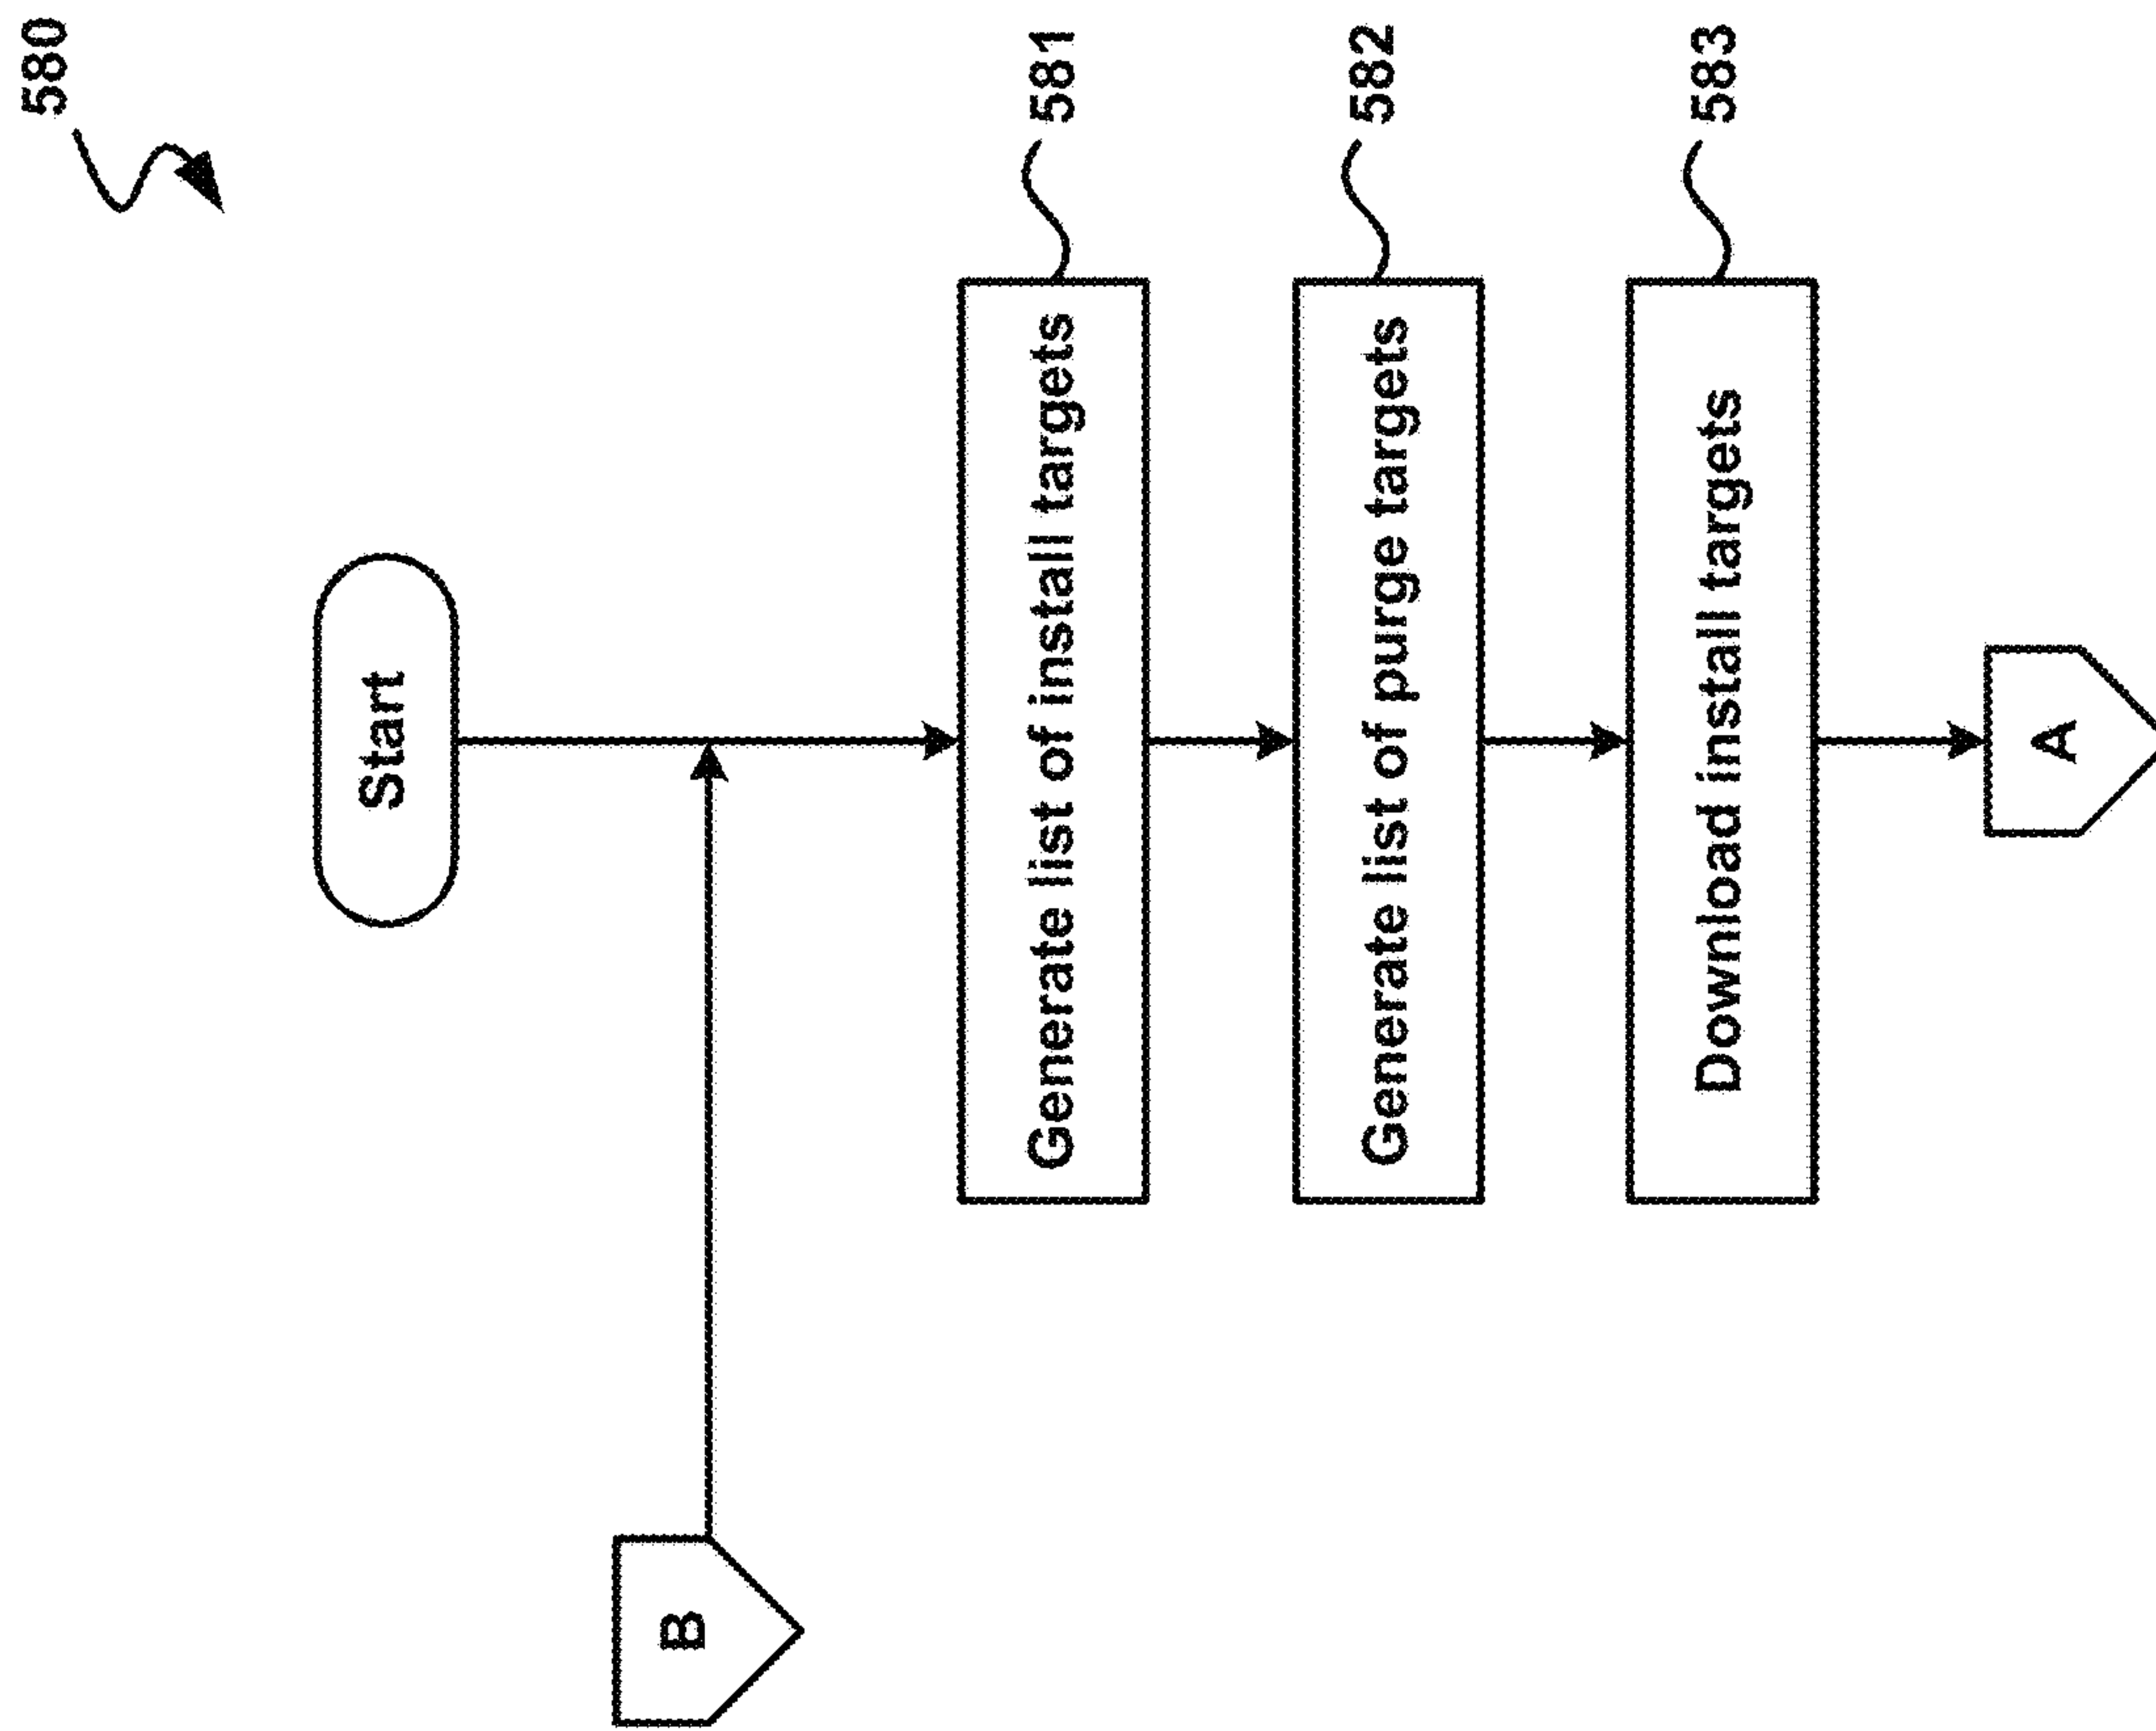 580
Start
B
Generate list of install targets
581
Generate list of purge targets
582
Download install targets
583
A